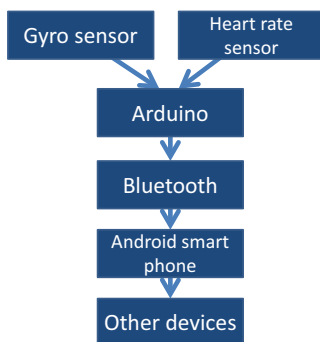 Gyro sensor
Heart rate
sensor
Arduino
Bluetooth
Android smart
phone
Other devices